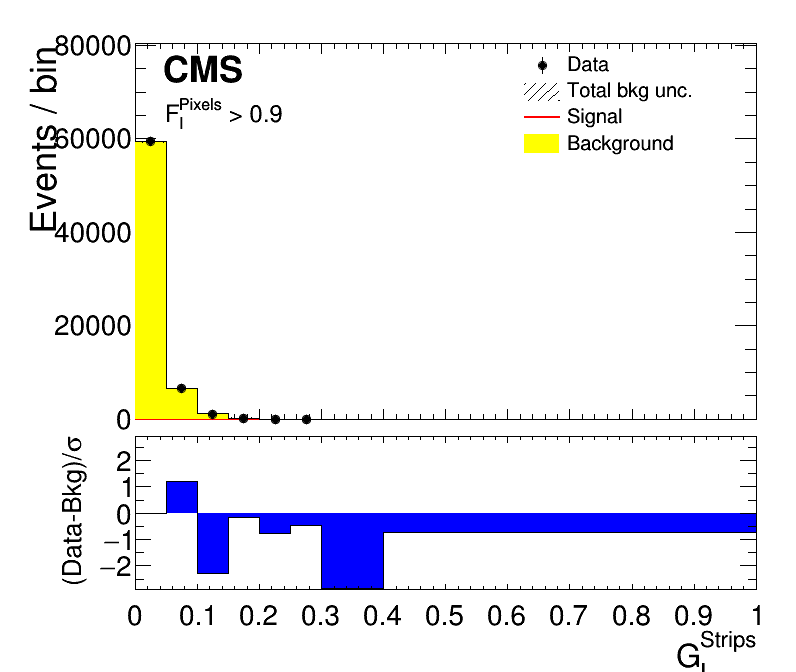 80000
60000
40000
20000
0
Events / bin
CMS
F_I^Pixels > 0.9
Data
Total bkg unc.
Signal
Background
2
1
0
−1
−2
(Data-Bkg)/σ
0 0.1 0.2 0.3 0.4 0.5 0.6 0.7 0.8 0.9 1
G_I^Strips